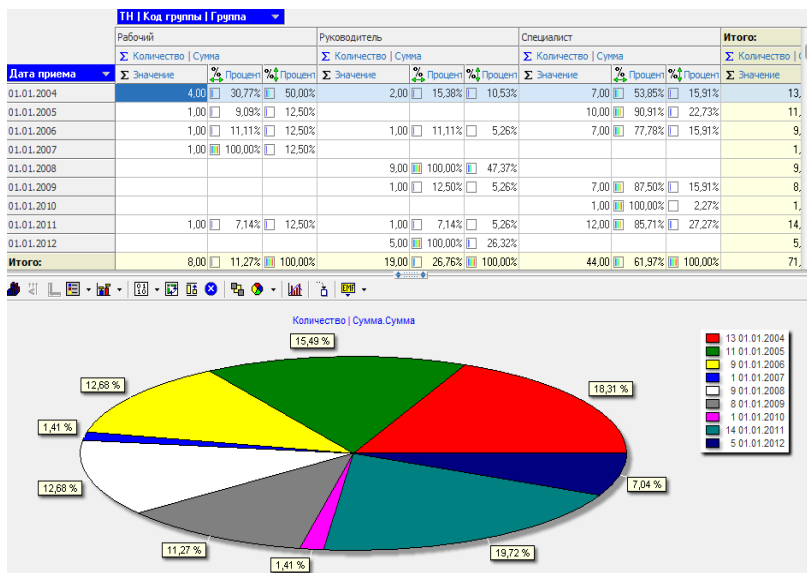 ТН | Код группы | Группа
Рабочий Руководитель Специалист Итого:
Σ Количество | Сумма Σ Количество | Сумма Σ Количество | Сумма Σ Количество |
Дата приема Σ Значение % Процент % Процент Σ Значение % Процент % Процент Σ Значение % Процент % Процент Σ Значение
01.01.2004 4,00 30,77% 50,00% 2,00 15,38% 10,53% 7,00 53,85% 15,91% 13,
01.01.2005 1,00 9,09% 12,50% 10,00 90,91% 22,73% 11,
01.01.2006 1,00 11,11% 12,50% 1,00 11,11% 5,26% 7,00 77,78% 15,91% 9,
01.01.2007 1,00 100,00% 12,50% 1,
01.01.2008 9,00 100,00% 47,37% 9,
01.01.2009 1,00 12,50% 5,26% 7,00 87,50% 15,91% 8,
01.01.2010 1,00 100,00% 2,27% 1,
01.01.2011 1,00 7,14% 12,50% 1,00 7,14% 5,26% 12,00 85,71% 27,27% 14,
01.01.2012 5,00 100,00% 26,32% 5,
Итого: 8,00 11,27% 100,00% 19,00 26,76% 100,00% 44,00 61,97% 100,00% 71,
EMF
Количество | Сумма.Сумма
15,49 %
12,68 %
18,31 %
1,41 %
12,68 %
7,04 %
11,27 %
19,72 %
1,41 %
13 01.01.2004
11 01.01.2005
9 01.01.2006
1 01.01.2007
9 01.01.2008
8 01.01.2009
1 01.01.2010
14 01.01.2011
5 01.01.2012